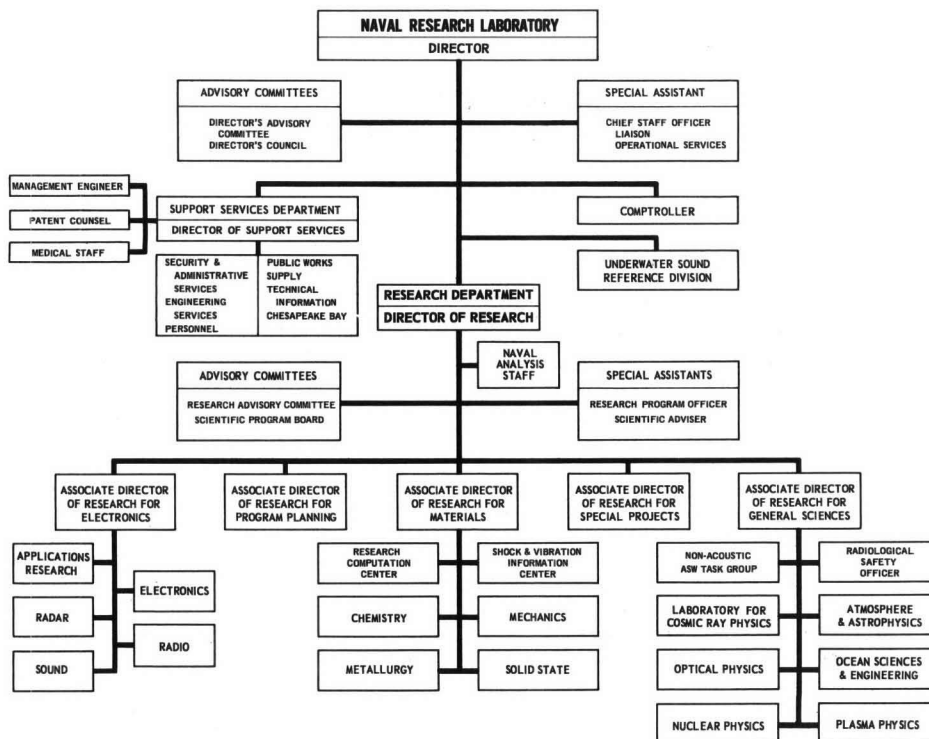 NAVAL RESEARCH LABORATORY
DIRECTOR
ADVISORY COMMITTEES
DIRECTOR'S ADVISORY
COMMITTEE
DIRECTOR'S COUNCIL
SPECIAL ASSISTANT
CHIEF STAFF OFFICER
LIAISON
OPERATIONAL SERVICES
MANAGEMENT ENGINEER
PATENT COUNSEL
MEDICAL STAFF
SUPPORT SERVICES DEPARTMENT
DIRECTOR OF SUPPORT SERVICES
SECURITY &
ADMINISTRATIVE
SERVICES
ENGINEERING
SERVICES
PERSONNEL
PUBLIC WORKS
SUPPLY
TECHNICAL
INFORMATION
CHESAPEAKE BAY
COMPTROLLER
UNDERWATER SOUND
REFERENCE DIVISION
RESEARCH DEPARTMENT
DIRECTOR OF RESEARCH
NAVAL
ANALYSIS
STAFF
ADVISORY COMMITTEES
RESEARCH ADVISORY COMMITTEE
SCIENTIFIC PROGRAM BOARD
SPECIAL ASSISTANTS
RESEARCH PROGRAM OFFICER
SCIENTIFIC ADVISER
ASSOCIATE DIRECTOR
OF RESEARCH FOR
ELECTRONICS
ASSOCIATE DIRECTOR
OF RESEARCH FOR
PROGRAM PLANNING
ASSOCIATE DIRECTOR
OF RESEARCH FOR
MATERIALS
ASSOCIATE DIRECTOR
OF RESEARCH FOR
SPECIAL PROJECTS
ASSOCIATE DIRECTOR
OF RESEARCH FOR
GENERAL SCIENCES
APPLICATIONS
RESEARCH
ELECTRONICS
RADAR
RADIO
SOUND
RESEARCH
COMPUTATION
CENTER
SHOCK & VIBRATION
INFORMATION
CENTER
CHEMISTRY
MECHANICS
METALLURGY
SOLID STATE
NON-ACOUSTIC
ASW TASK GROUP
RADIOLOGICAL
SAFETY
OFFICER
LABORATORY FOR
COSMIC RAY PHYSICS
ATMOSPHERE
& ASTROPHYSICS
OPTICAL PHYSICS
OCEAN SCIENCES
& ENGINEERING
NUCLEAR PHYSICS
PLASMA PHYSICS